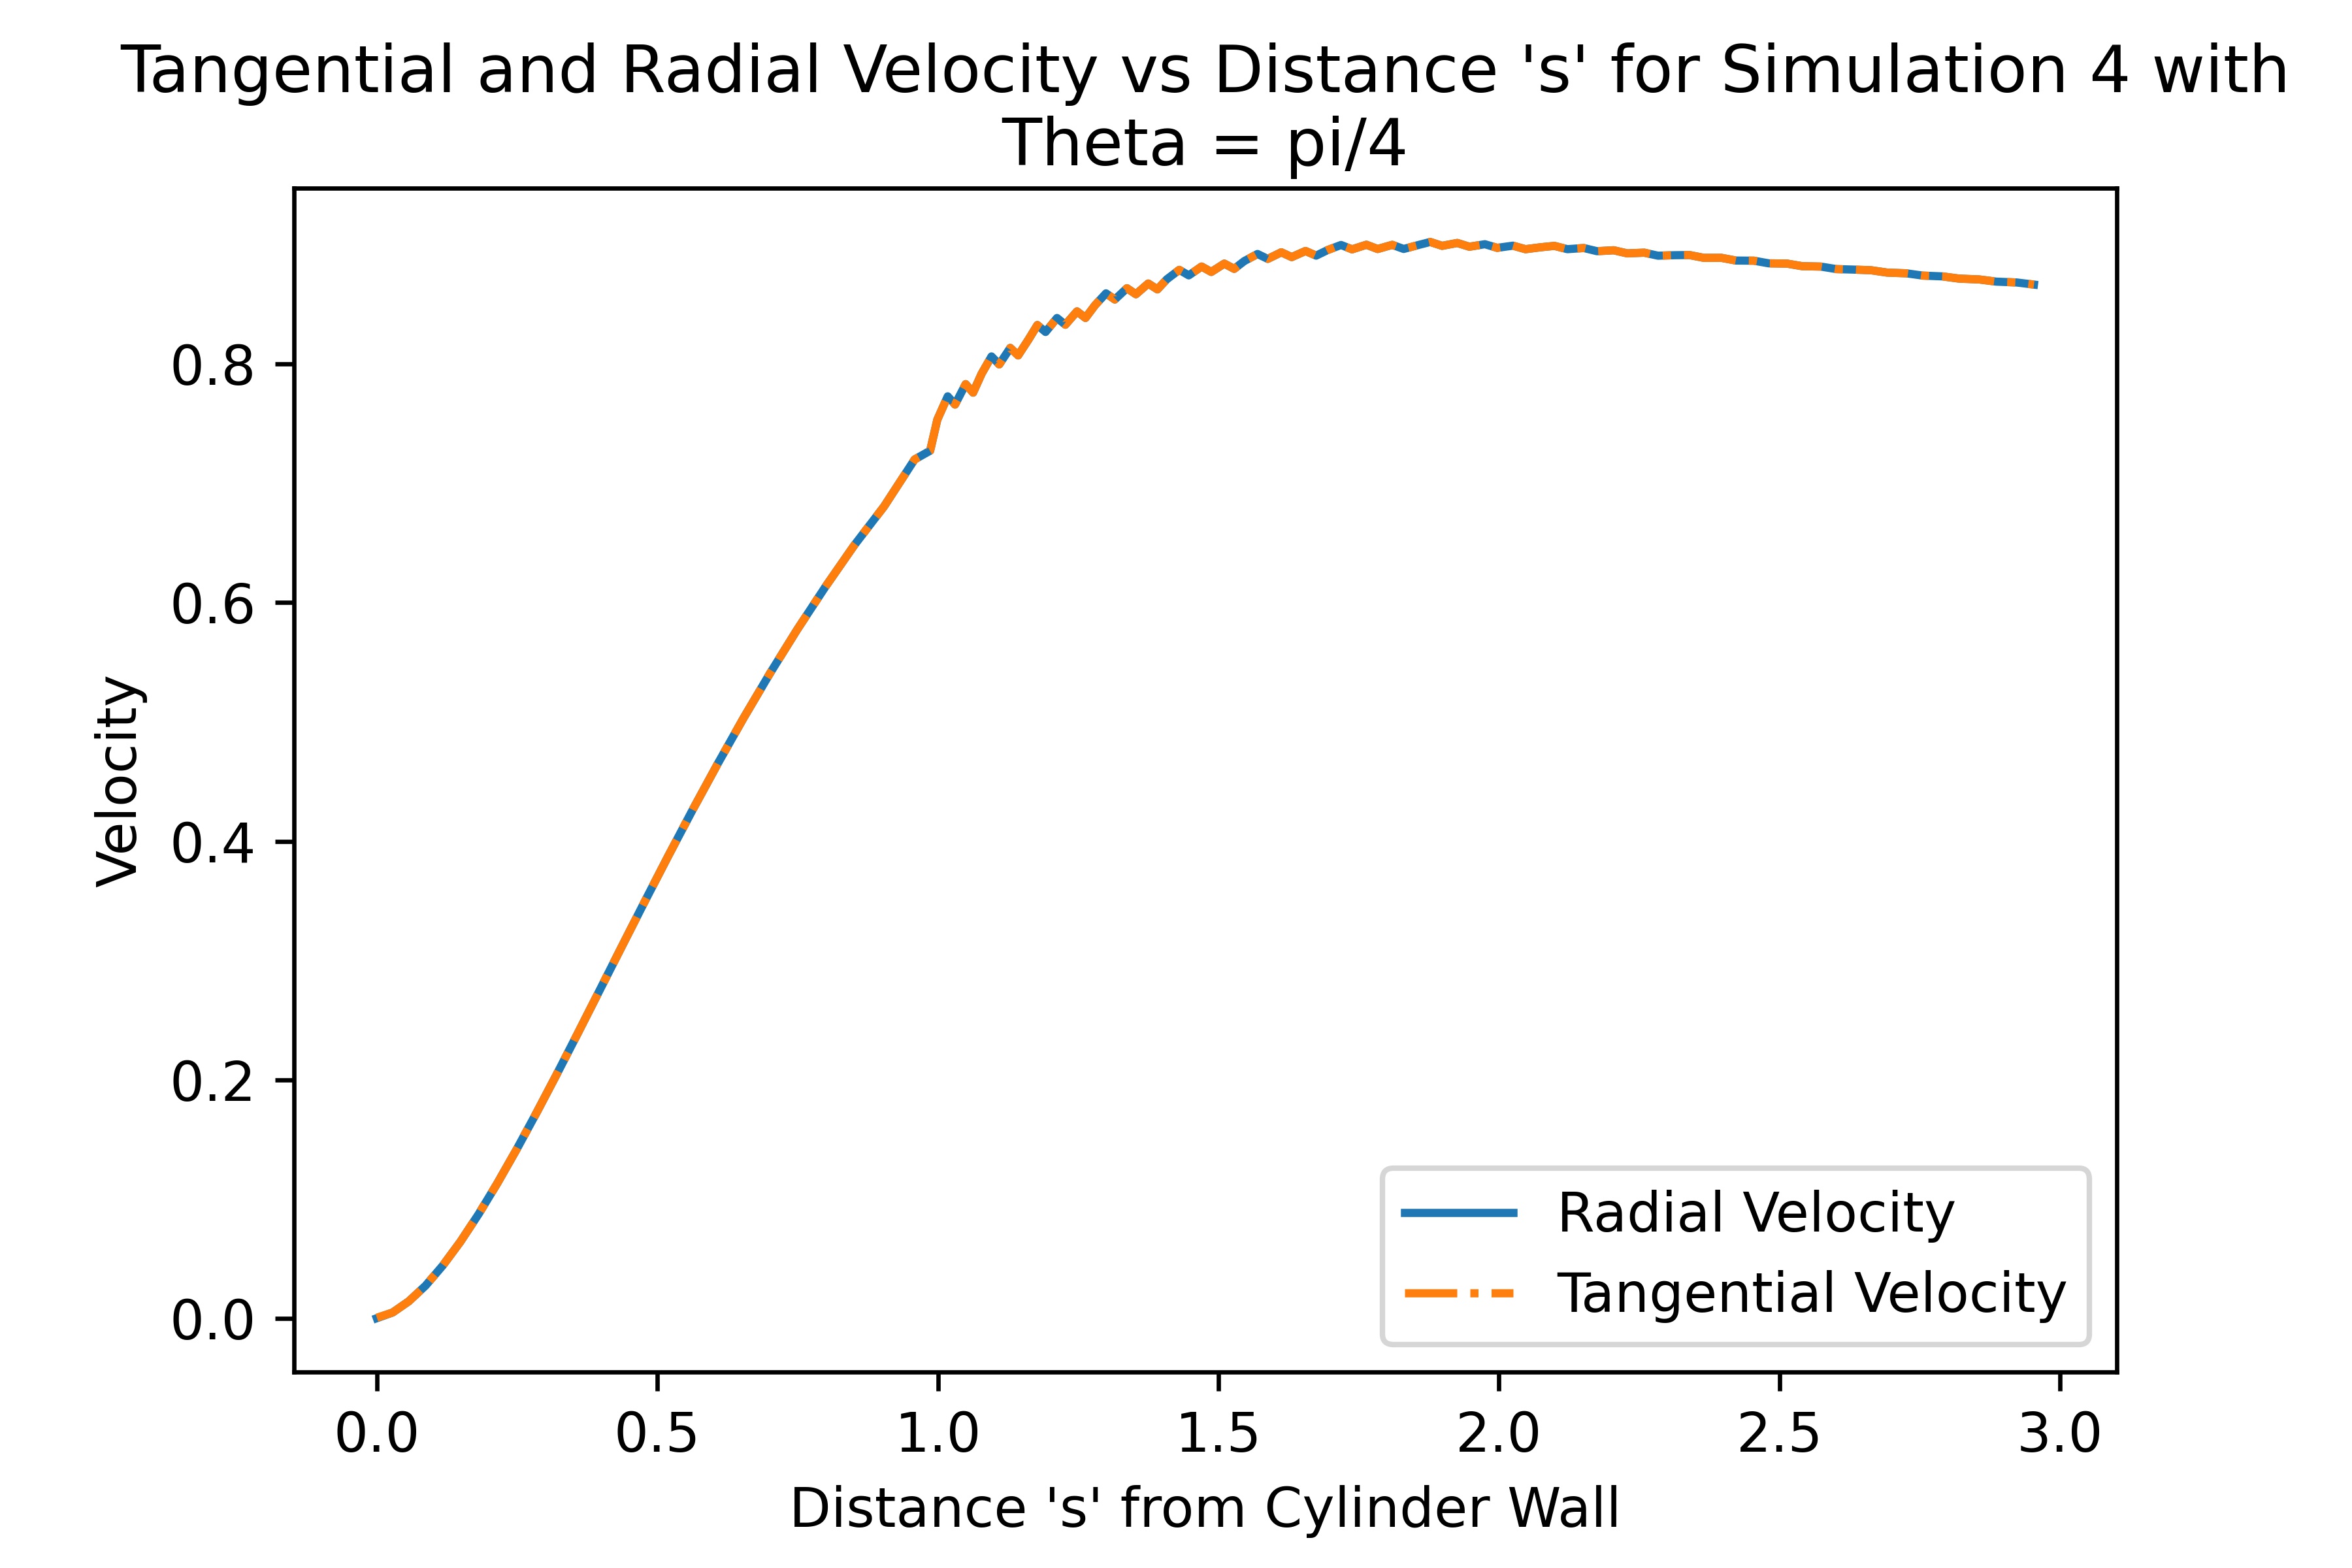 Tangential and Radial Velocity vs Distance 's' for Simulation 4 with
Theta = pi/4
Velocity
0.8
0.6
0.4
0.2
0.0
Radial Velocity
Tangential Velocity
0.0 0.5 1.0 1.5 2.0 2.5 3.0
Distance 's' from Cylinder Wall